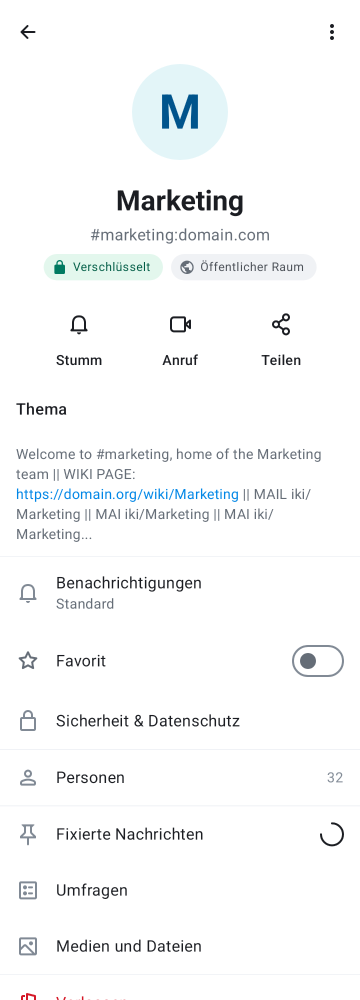 M
Marketing
#marketing:domain.com
Verschlüsselt
Öffentlicher Raum
Stumm
Anruf
Teilen
Thema
Welcome to #marketing, home of the Marketing
team || WIKI PAGE:
https://domain.org/wiki/Marketing || MAIL iki/
Marketing || MAI iki/Marketing || MAI iki/
Marketing...
Benachrichtigungen
Standard
Favorit
Sicherheit & Datenschutz
Personen 32
Fixierte Nachrichten
Umfragen
Medien und Dateien